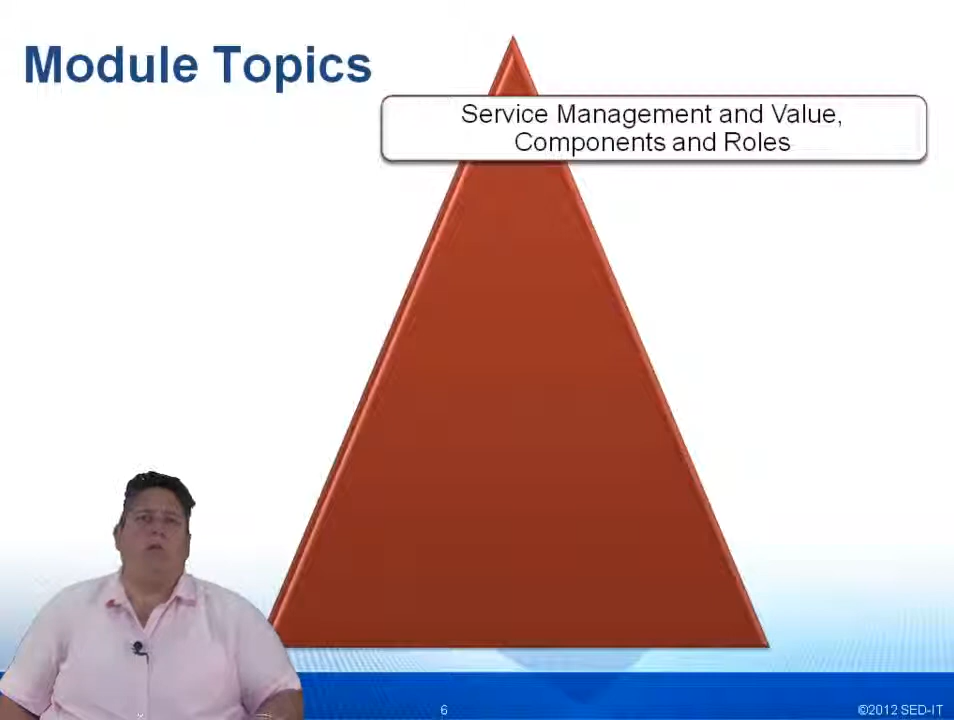 Module Topics
Service Management and Value,
Components and Roles
6
©2012 SED-IT